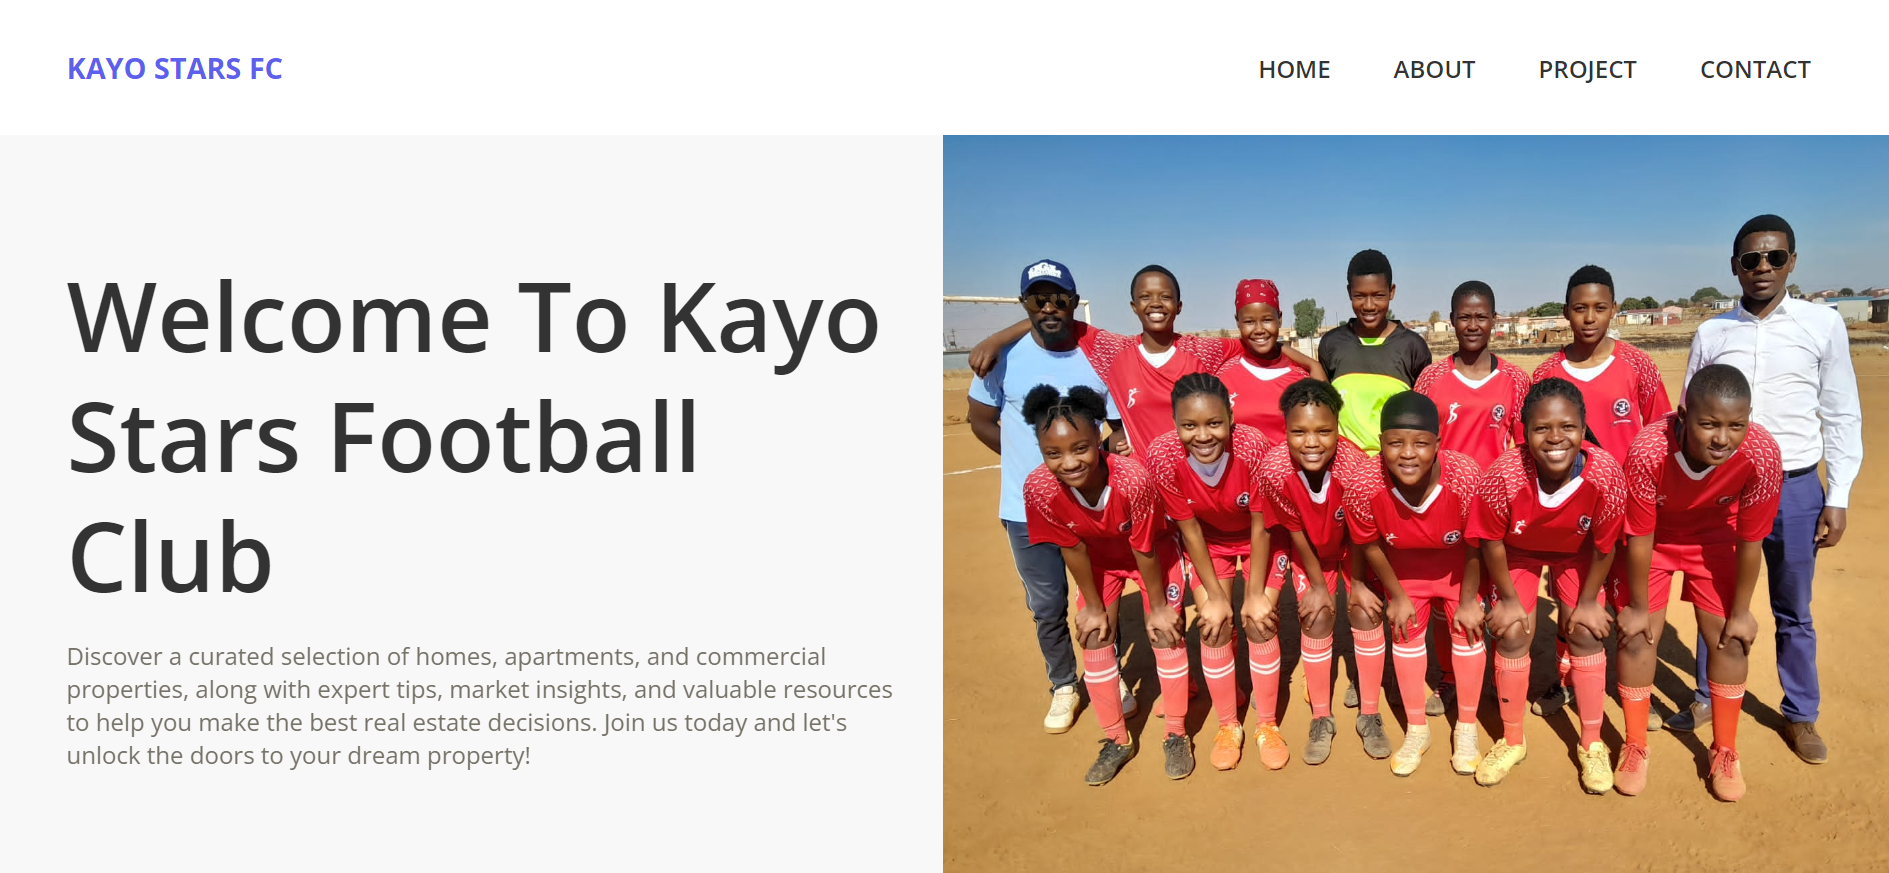 KAYO STARS FC
HOME ABOUT PROJECT CONTACT
Welcome To Kayo
Stars Football
Club
Discover a curated selection of homes, apartments, and commercial
properties, along with expert tips, market insights, and valuable resources
to help you make the best real estate decisions. Join us today and let's
unlock the doors to your dream property!